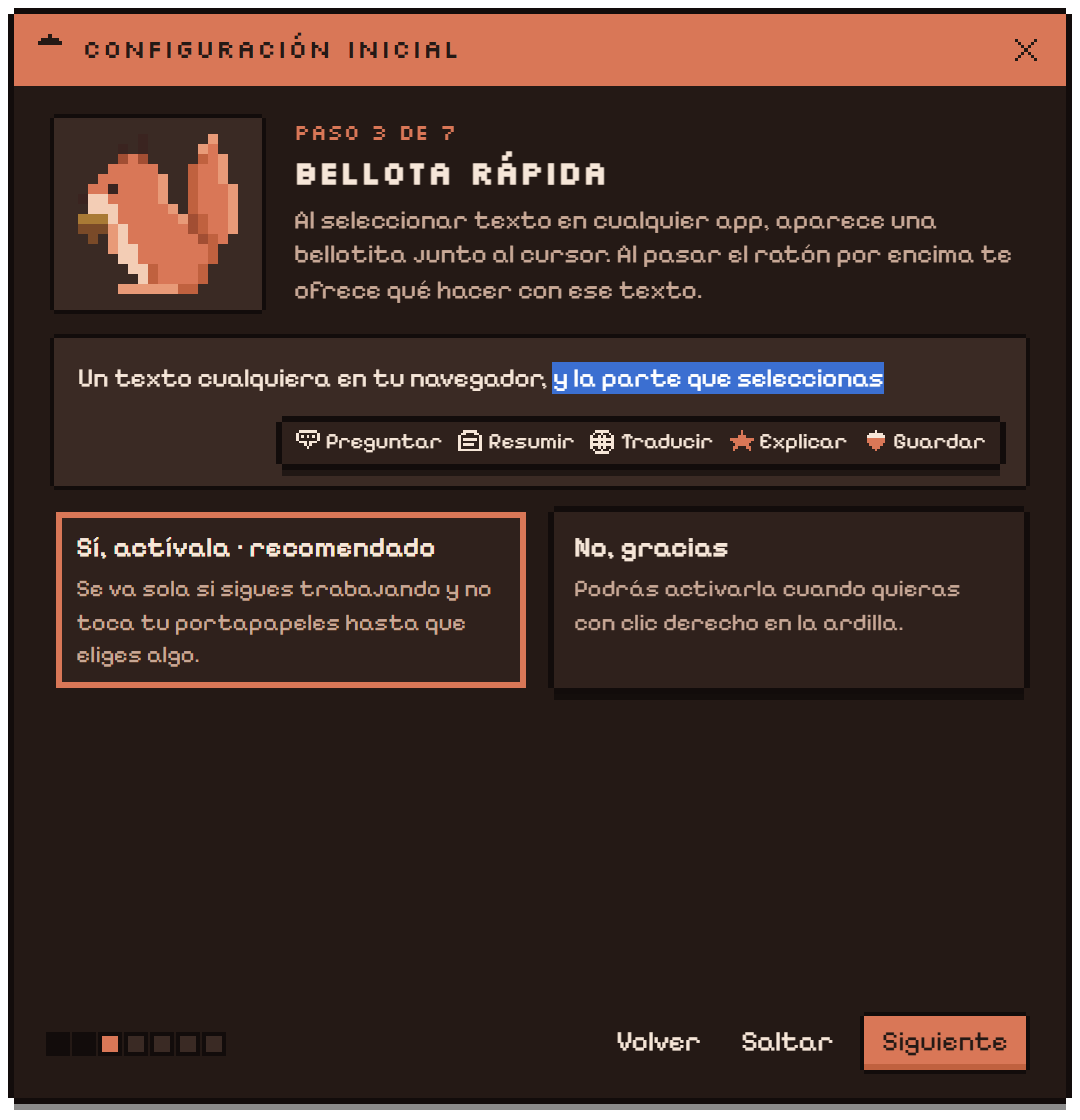 CONFIGURACIÓN INICIAL
PASO 3 DE 7
BELLOTA RÁPIDA
Al seleccionar texto en cualquier app, aparece una
bellotita junto al cursor. Al pasar el ratón por encima te
ofrece qué hacer con ese texto.
Un texto cualquiera en tu navegador, y la parte que seleccionas
Preguntar Resumir Traducir Explicar Guardar
Sí, actívala · recomendado
Se va sola si sigues trabajando y no
toca tu portapapeles hasta que
eliges algo.
No, gracias
Podrás activarla cuando quieras
con clic derecho en la ardilla.
Volver Saltar Siguiente